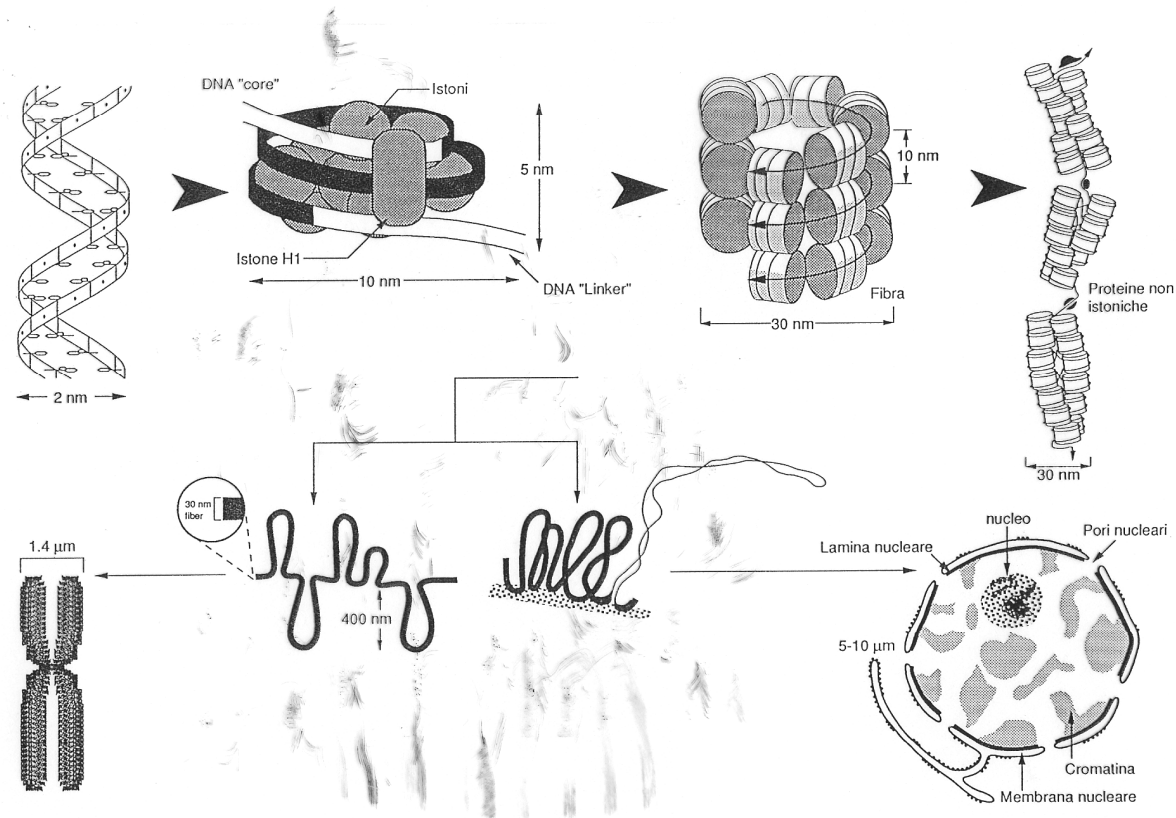 DNA "core"
Istoni
5 nm
Istone H1
10 nm
DNA "Linker"
2 nm
10 nm
Fibra
30 nm
Proteine non
istoniche
30 nm
30 nm
fiber
400 nm
1.4 µm
nucleo
Lamina nucleare
Pori nucleari
5-10 µm
Cromatina
Membrana nucleare